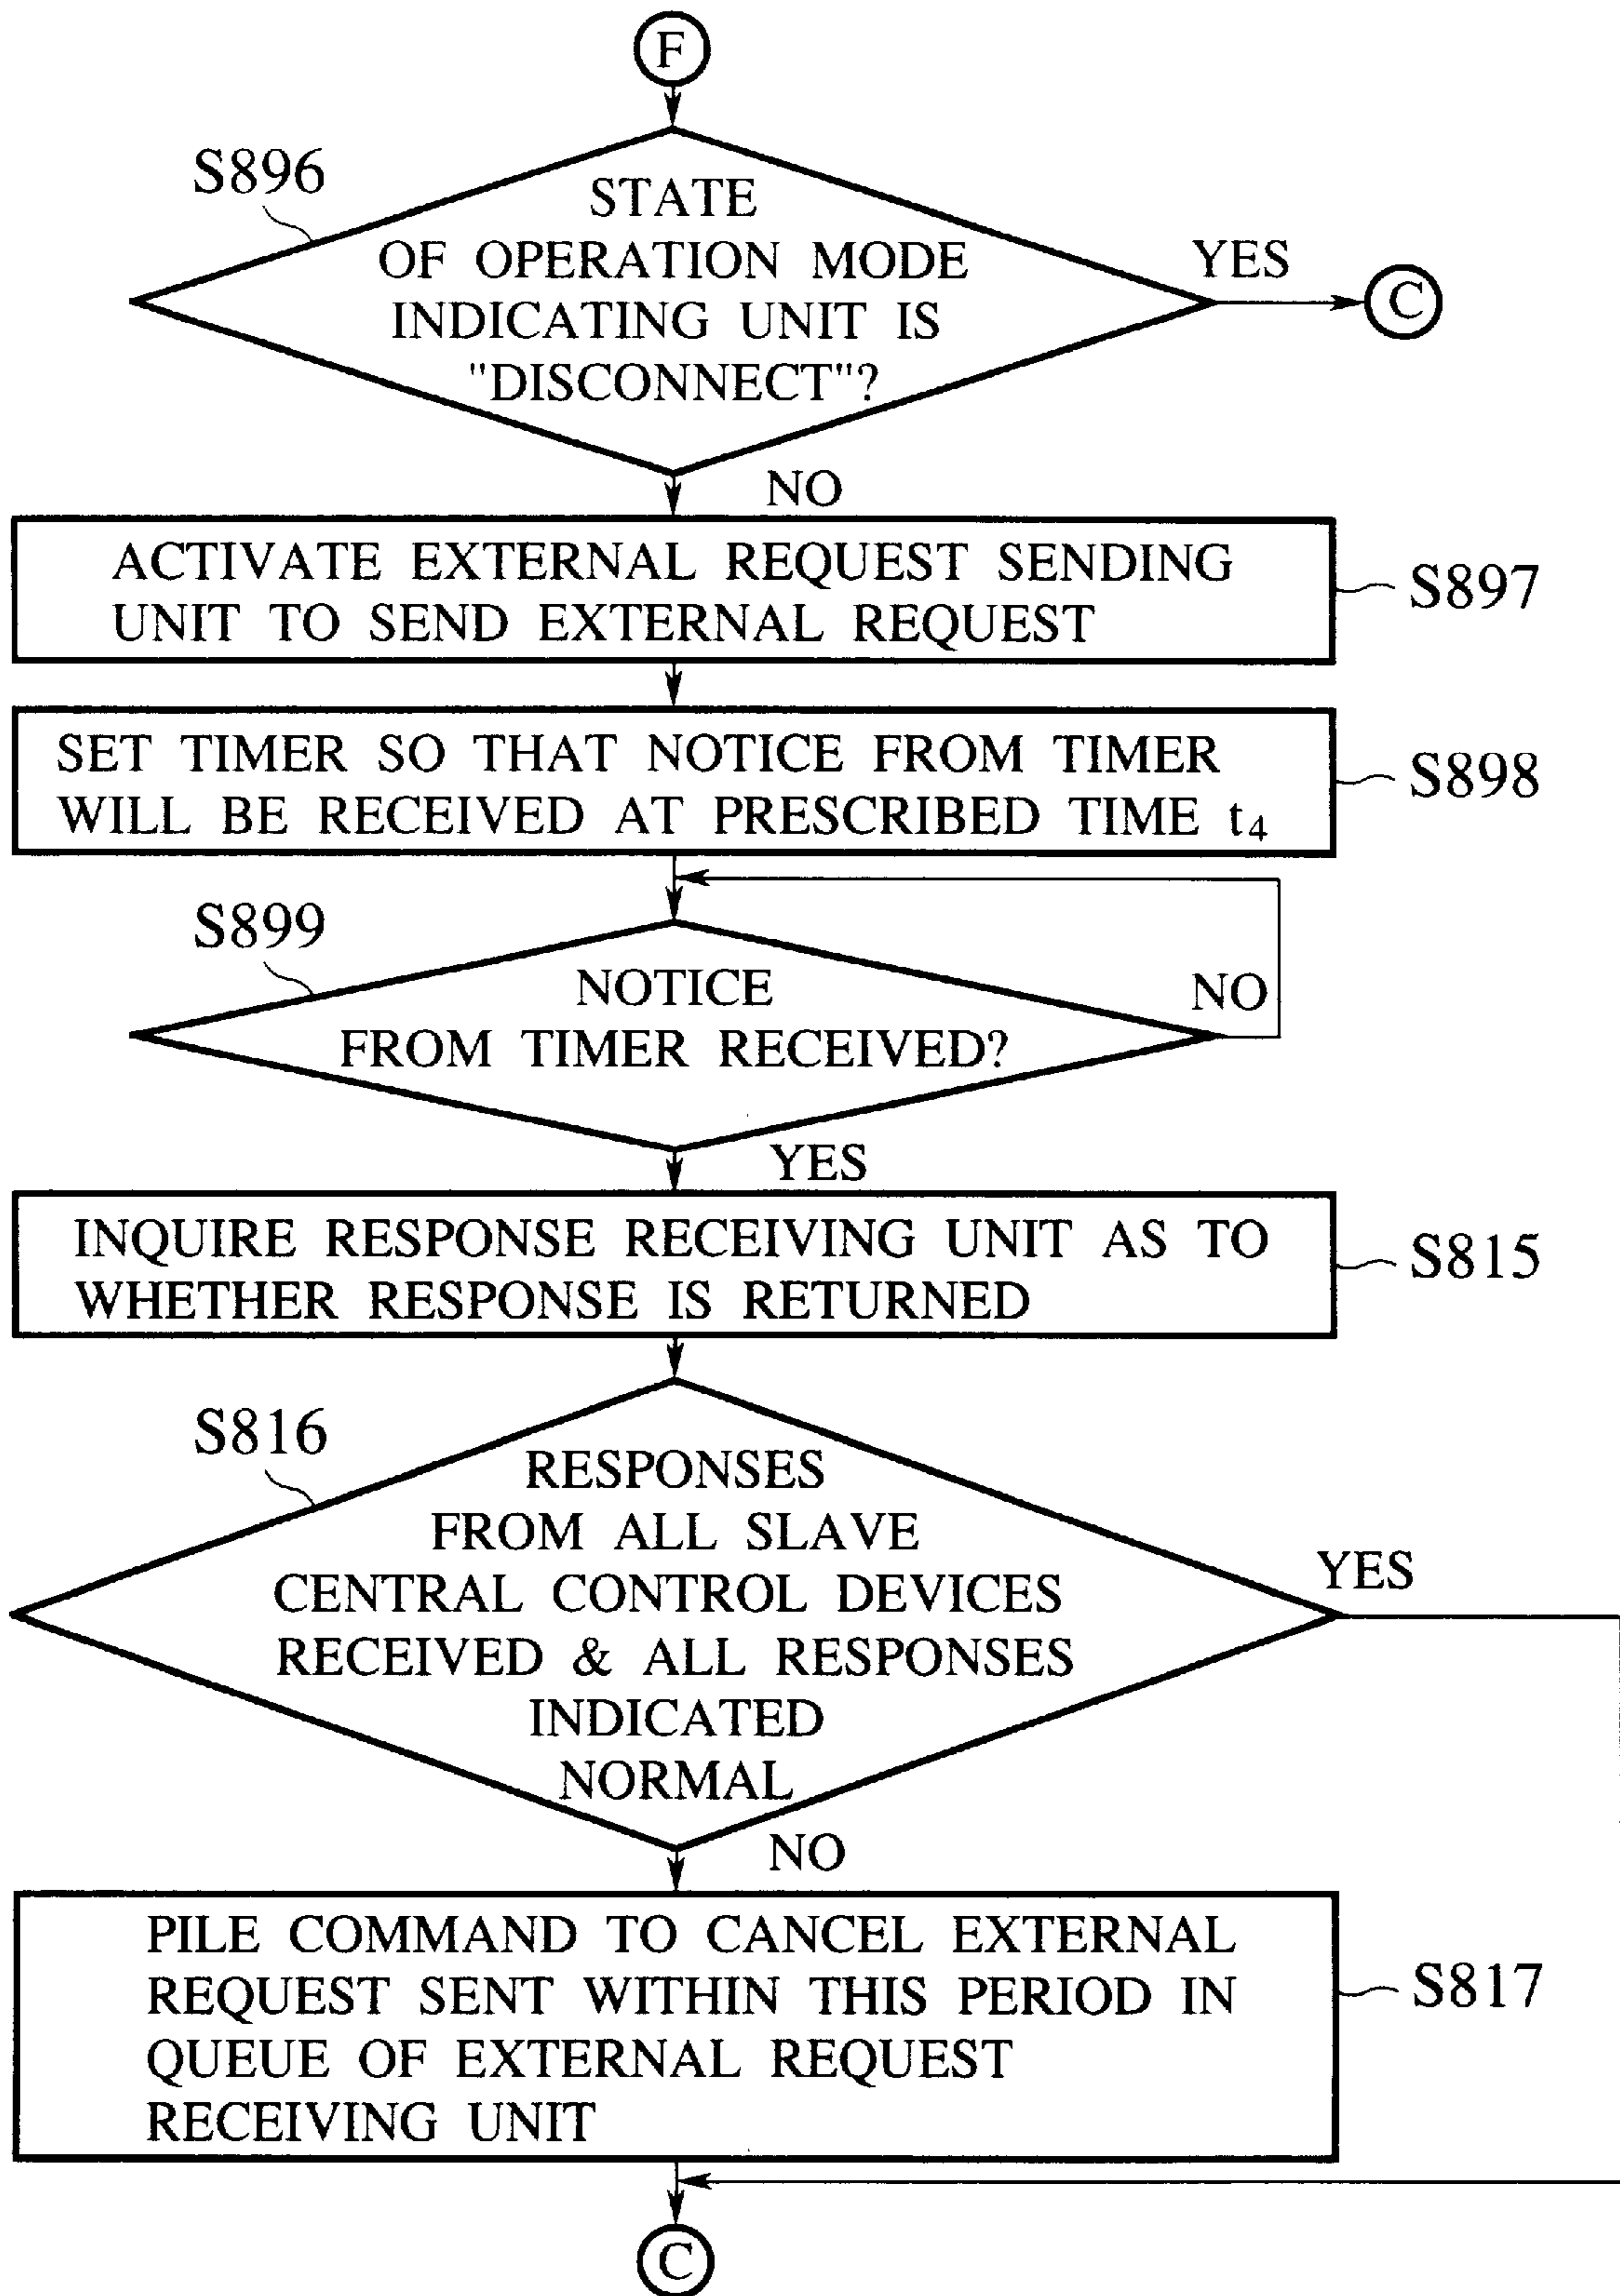 F
S896
STATE
OF OPERATION MODE
INDICATING UNIT IS
"DISCONNECT"?
YES
C
NO
ACTIVATE EXTERNAL REQUEST SENDING
UNIT TO SEND EXTERNAL REQUEST
S897
SET TIMER SO THAT NOTICE FROM TIMER
WILL BE RECEIVED AT PRESCRIBED TIME t4
S898
S899
NOTICE
FROM TIMER RECEIVED?
NO
YES
INQUIRE RESPONSE RECEIVING UNIT AS TO
WHETHER RESPONSE IS RETURNED
S815
S816
RESPONSES
FROM ALL SLAVE
CENTRAL CONTROL DEVICES
RECEIVED & ALL RESPONSES
INDICATED
NORMAL
YES
NO
PILE COMMAND TO CANCEL EXTERNAL
REQUEST SENT WITHIN THIS PERIOD IN
QUEUE OF EXTERNAL REQUEST
RECEIVING UNIT
S817
C